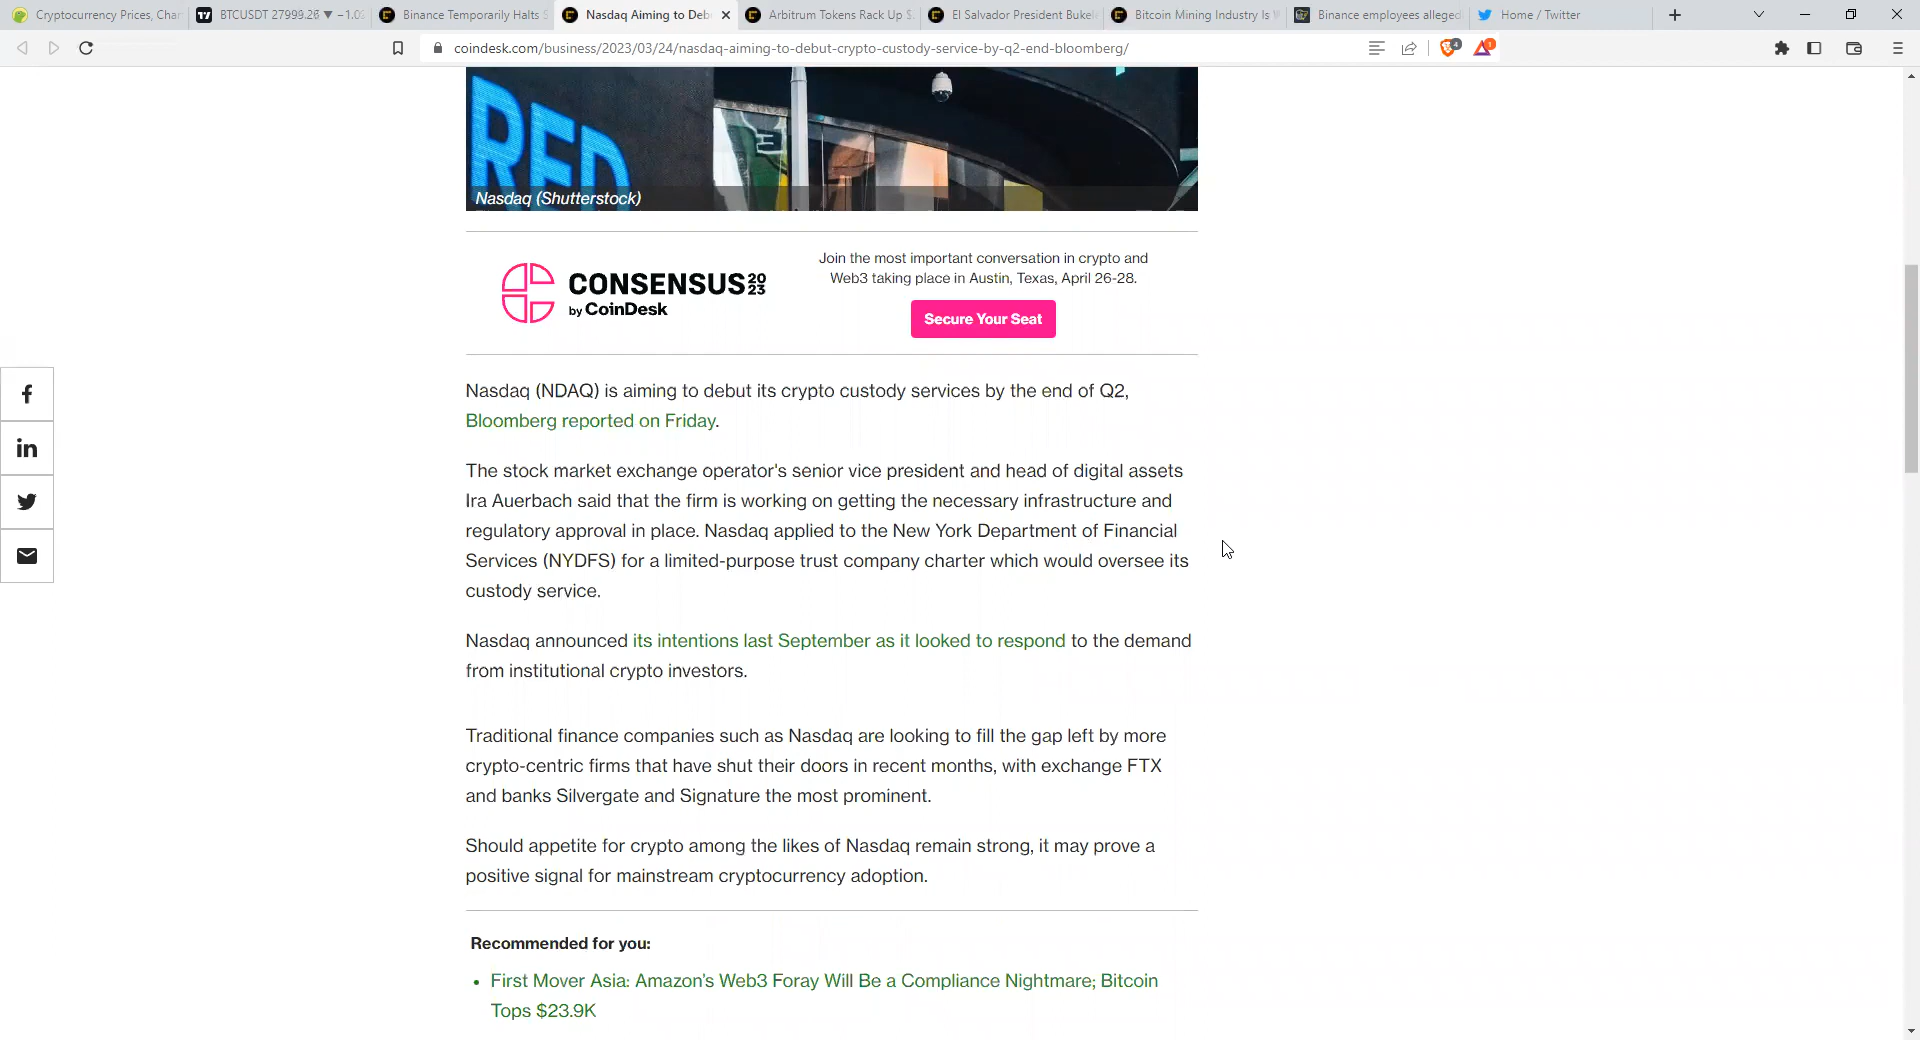 Cryptocurrency Prices, Char
BTCUSDT 27999.26 ▼ −1.0
Binance Temporarily Halts S
Nasdaq Aiming to Deb
Arbitrum Tokens Rack Up $
El Salvador President Bukele
Bitcoin Mining Industry Is
Binance employees alleged
Home / Twitter
coindesk.com/business/2023/03/24/nasdaq-aiming-to-debut-crypto-custody-service-by-q2-end-bloomberg/
4
1
RED
Nasdaq (Shutterstock)
CONSENSUS 20 23
by CoinDesk
Join the most important conversation in crypto and
Web3 taking place in Austin, Texas, April 26-28.
Secure Your Seat
Nasdaq (NDAQ) is aiming to debut its crypto custody services by the end of Q2,
Bloomberg reported on Friday.
The stock market exchange operator's senior vice president and head of digital assets
Ira Auerbach said that the firm is working on getting the necessary infrastructure and
regulatory approval in place. Nasdaq applied to the New York Department of Financial
Services (NYDFS) for a limited-purpose trust company charter which would oversee its
custody service.
Nasdaq announced its intentions last September as it looked to respond to the demand
from institutional crypto investors.
Traditional finance companies such as Nasdaq are looking to fill the gap left by more
crypto-centric firms that have shut their doors in recent months, with exchange FTX
and banks Silvergate and Signature the most prominent.
Should appetite for crypto among the likes of Nasdaq remain strong, it may prove a
positive signal for mainstream cryptocurrency adoption.
Recommended for you:
• First Mover Asia: Amazon's Web3 Foray Will Be a Compliance Nightmare; Bitcoin
Tops $23.9K